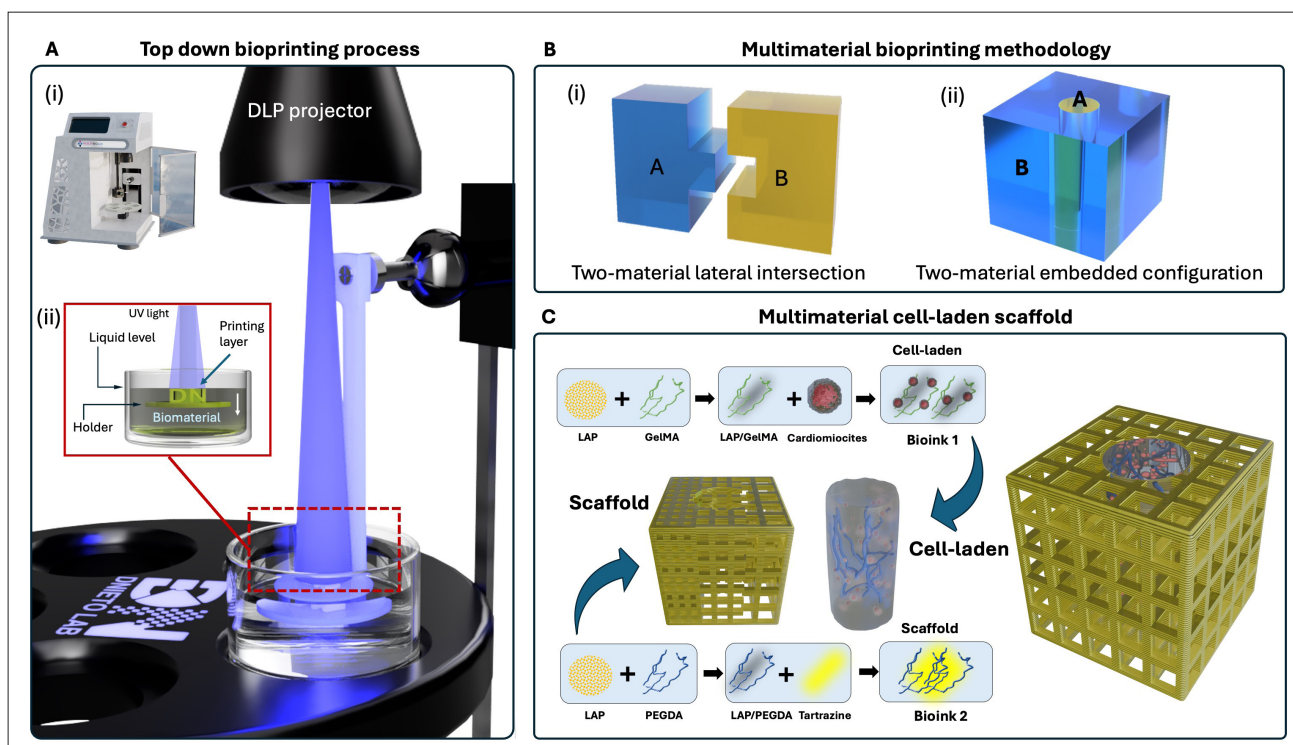 A
Top down bioprinting process
(i)
DLP projector
(ii)
UV light
Liquid level
Printing
layer
DN
Biomaterial
Holder
DNIETO LAB
B
Multimaterial bioprinting methodology
(i)
A
B
Two-material lateral intersection
(ii)
A
B
Two-material embedded configuration
C
Multimaterial cell-laden scaffold
Cell-laden
+
+
LAP
GelMA
LAP/GelMA
Cardiomiocites
Bioink 1
Scaffold
Cell-laden
Scaffold
+
+
LAP
PEGDA
LAP/PEGDA
Tartrazine
Bioink 2